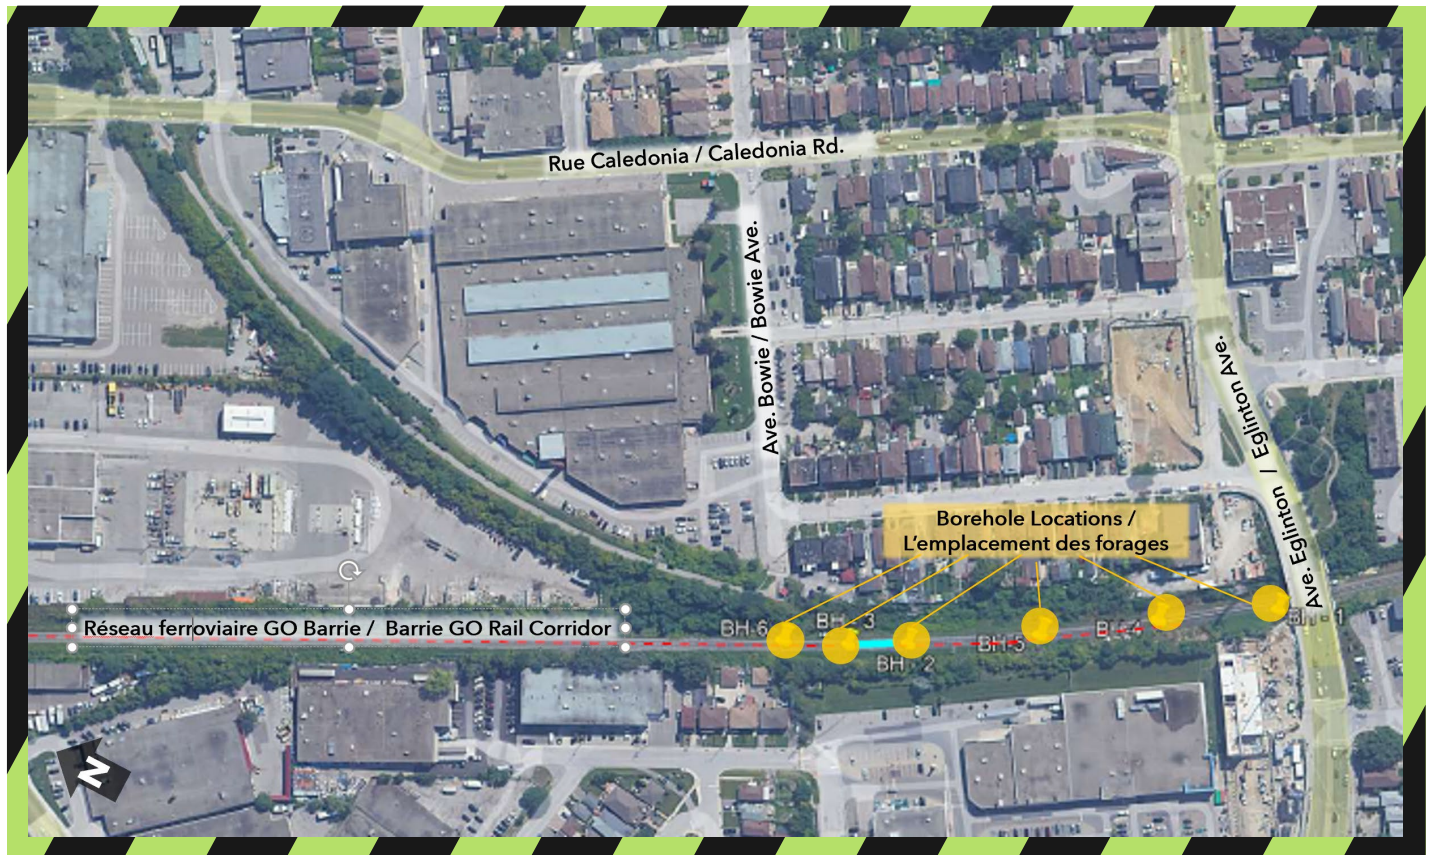 Rue Caledonia / Caledonia Rd.
Ave. Bowie / Bowie Ave.
Ave. Eglinton / Eglinton Ave.
Borehole Locations /
L'emplacement des forages
Réseau ferroviaire GO Barrie / Barrie GO Rail Corridor
BH-6
BH - 3
BH - 2
BH-5
BH-4
BH - 1
N